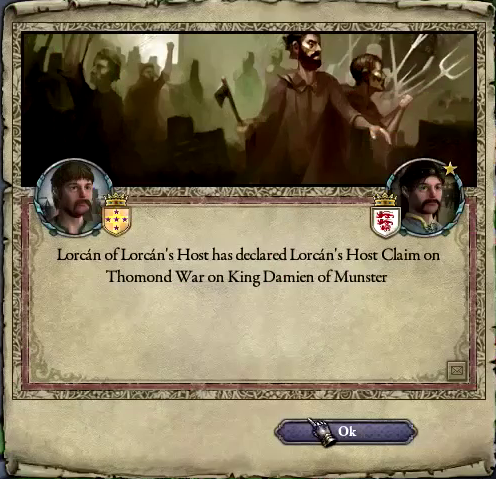 Lorcán of Lorcán's Host has declared Lorcán's Host Claim on
Thomond War on King Damien of Munster
Ok